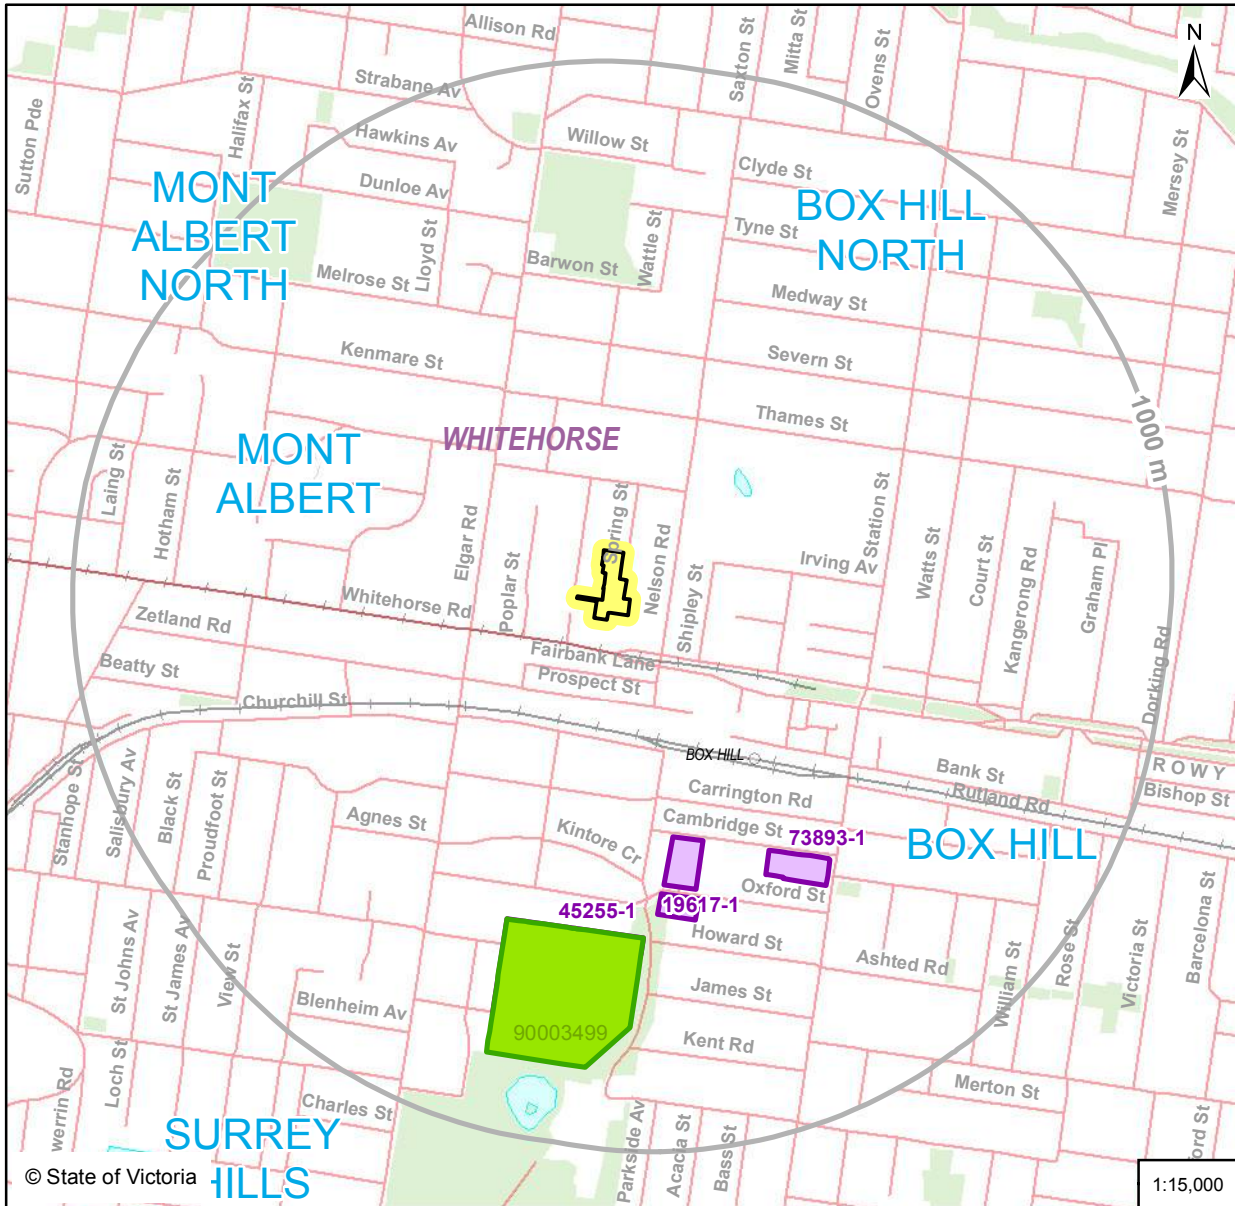 Allison Rd
Saxton St
Mitta St
Ovens St
N
Strabane Av
Halifax St
Sutton Pde
Hawkins Av
Willow St
Clyde St
Mersey St
Dunloe Av
MONT
ALBERT
NORTH
BOX HILL
NORTH
Lloyd St
Wattle St
Tyne St
Barwon St
Melrose St
Medway St
Kenmare St
Severn St
1000 m
Thames St
WHITEHORSE
MONT
ALBERT
Laing St
Hotham St
Elgar Rd
Poplar St
Spring St
Nelson Rd
Shipley St
Station St
Irving Av
Watts St
Court St
Kangerong Rd
Graham Pl
Whitehorse Rd
Zetland Rd
Fairbank Lane
Prospect St
Beatty St
Churchill St
Dorking Rd
BOX HILL
Bank St
Rutland Rd
ROWY
Bishop St
Carrington Rd
Stanhope St
Salisbury Av
Black St
Proudfoot St
Agnes St
Kintore Cr
Cambridge St
73893-1
BOX HILL
Oxford St
45255-1
19617-1
Howard St
Ashted Rd
St Johns Av
St James Av
View St
William St
Rose St
Victoria St
Barcelona St
James St
Blenheim Av
90003499
Kent Rd
Loch St
werrin Rd
Charles St
Merton St
Parkside Av
Acacia St
Bass St
ord St
SURREY
HILLS
© State of Victoria
1:15,000